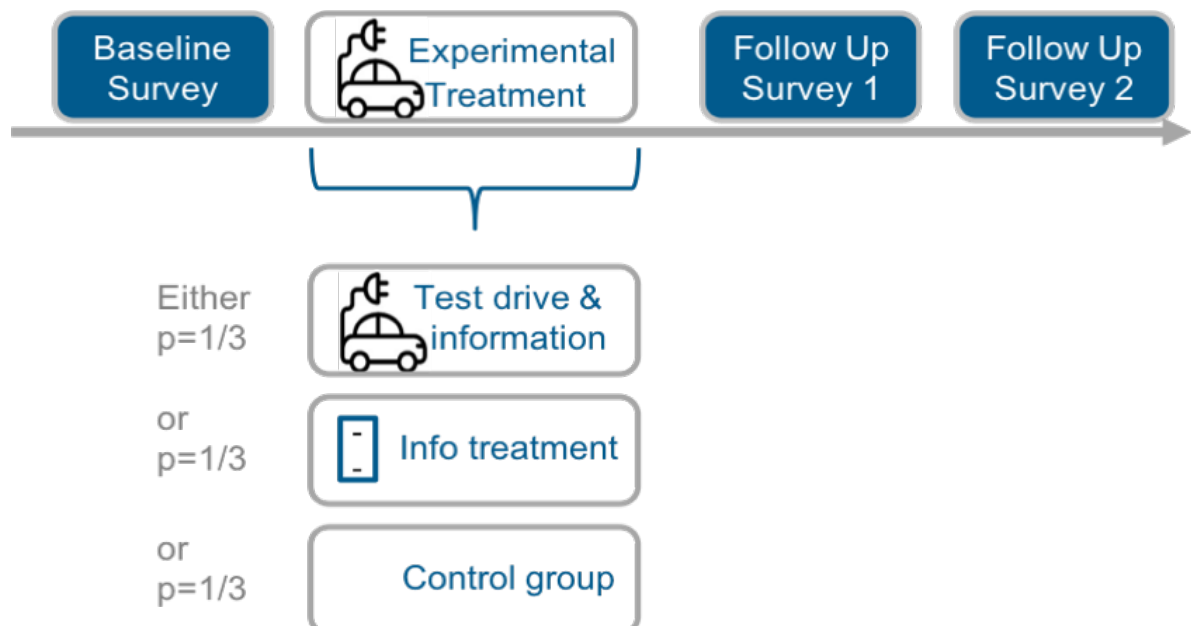 Baseline
Survey
Experimental
Treatment
Follow Up
Survey 1
Follow Up
Survey 2
Either
p=1/3
Test drive &
information
or
p=1/3
Info treatment
or
p=1/3
Control group